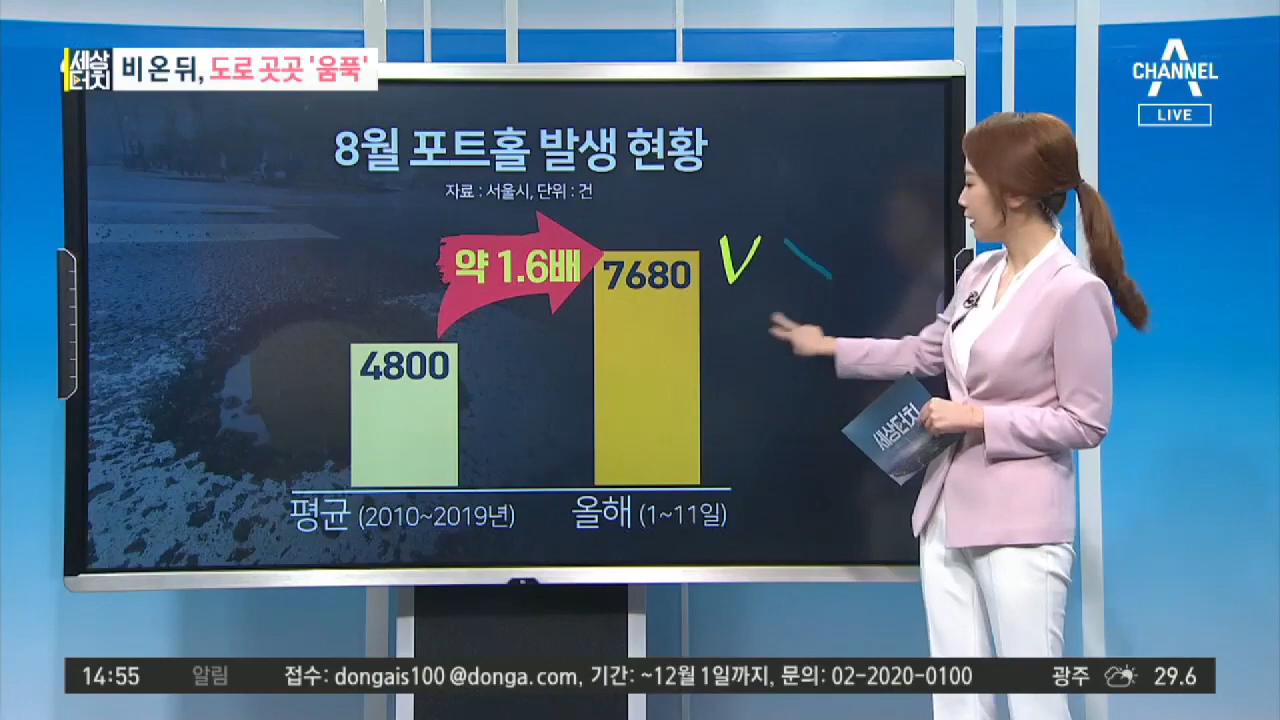 세상
터치
비 온 뒤, 도로 곳곳 '움푹'
CHANNEL A
LIVE
8월 포트홀 발생 현황
자료 : 서울시, 단위 : 건
약 1.6배
7680
4800
평균 (2010~2019년)
올해 (1~11일)
세상터치
14:55 알림 접수: dongais100@donga.com, 기간: ~12월 1일까지, 문의: 02-2020-0100 광주 29.6